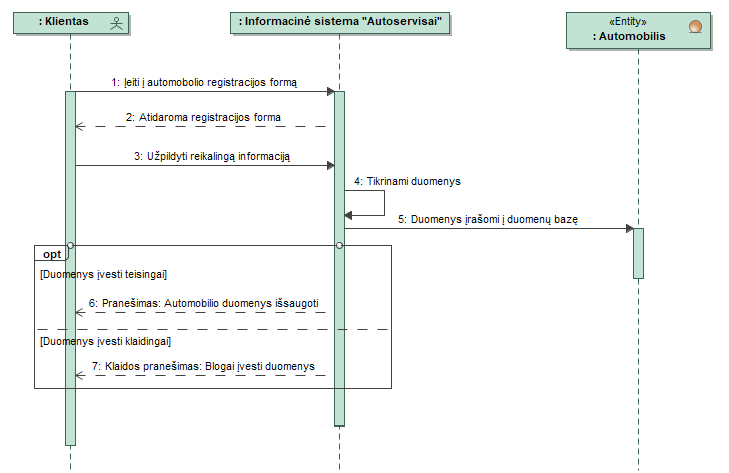 : Klientas
: Informacinė sistema "Autoservisai"
«Entity»
: Automobilis
1: Įeiti į automobolio registracijos formą
2: Atidaroma registracijos forma
3: Užpildyti reikalingą informaciją
4: Tikrinami duomenys
5: Duomenys įrašomi į duomenų bazę
opt
[Duomenys įvesti teisingai]
6: Pranešimas: Automobilio duomenys išsaugoti
[Duomenys įvesti klaidingai]
7: Klaidos pranešimas: Blogai įvesti duomenys